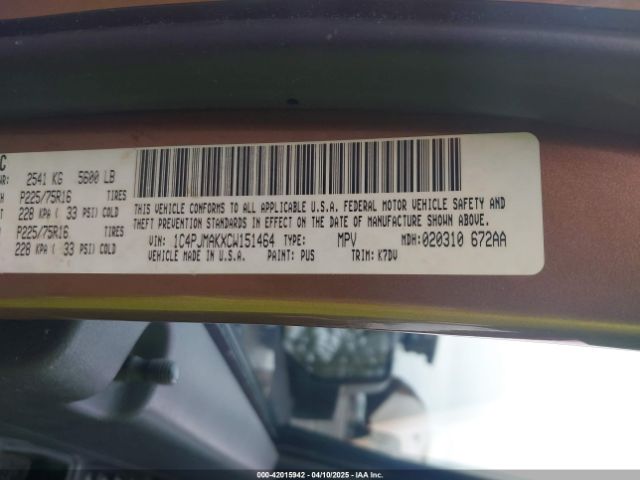 C
WR: 2541 KG 5600 LB
H P225/75R16 TIRES
T 228 KPA ( 33 PSI) COLD
P225/75R16 TIRES
228 KPA ( 33 PSI) COLD
THIS VEHICLE CONFORMS TO ALL APPLICABLE U.S.A. FEDERAL MOTOR VEHICLE SAFETY AND
THEFT PREVENTION STANDARDS IN EFFECT ON THE DATE OF MANUFACTURE SHOWN ABOVE.
VIN: 1C4PJMAKXCW151464 TYPE: MPV MDH:020310 672AA
VEHICLE MADE IN U.S.A. PAINT: PUS TRIM: K7DV
000-42015942 - 04/10/2025 - IAA Inc.